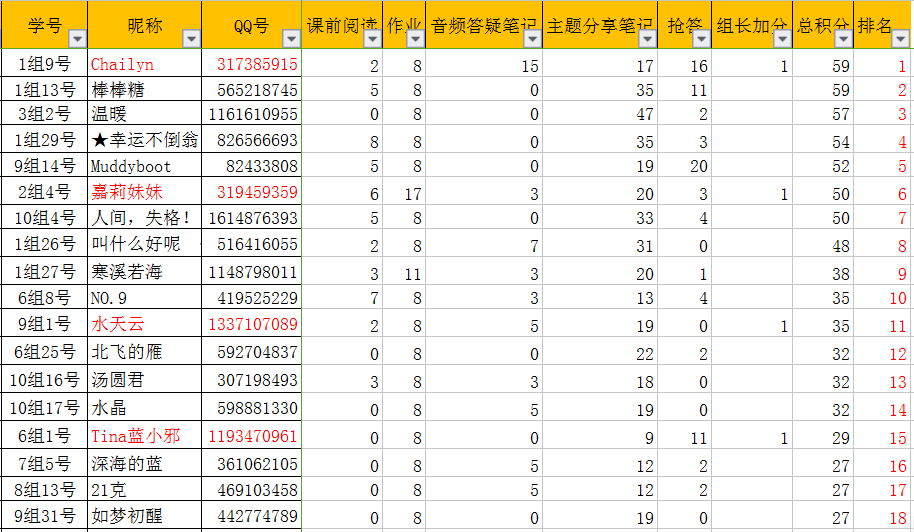 学号 昵称 QQ号 课前阅读 作业 音频答疑笔记 主题分享笔记 抢答 组长加分 总积分 排名
1组9号 Chailyn 317385915 2 8 15 17 16 1 59 1
1组13号 棒棒糖 565218745 5 8 0 35 11 59 2
3组2号 温暖 1161610955 0 8 0 47 2 57 3
1组29号 ★幸运不倒翁 826566693 8 8 0 35 3 54 4
9组14号 Muddyboot 82433808 5 8 0 19 20 52 5
2组4号 嘉莉妹妹 319459359 6 17 3 20 3 1 50 6
10组4号 人间，失格！ 1614876393 5 8 0 33 4 50 7
1组26号 叫什么好呢 516416055 2 8 7 31 0 48 8
1组27号 寒溪若海 1148798011 3 11 3 20 1 38 9
6组8号 NO.9 419525229 7 8 3 13 4 35 10
9组1号 水天云 1337107089 2 8 5 19 0 1 35 11
6组25号 北飞的雁 592704837 0 8 0 22 2 32 12
10组16号 汤圆君 307198493 3 8 3 18 0 32 13
10组17号 水晶 598881330 0 8 5 19 0 32 14
6组1号 Tina蓝小邪 1193470961 0 8 0 9 11 1 29 15
7组5号 深海的蓝 361062105 0 8 5 12 2 27 16
8组13号 21克 469103458 0 8 5 12 2 27 17
9组31号 如梦初醒 442774789 0 8 0 19 0 27 18